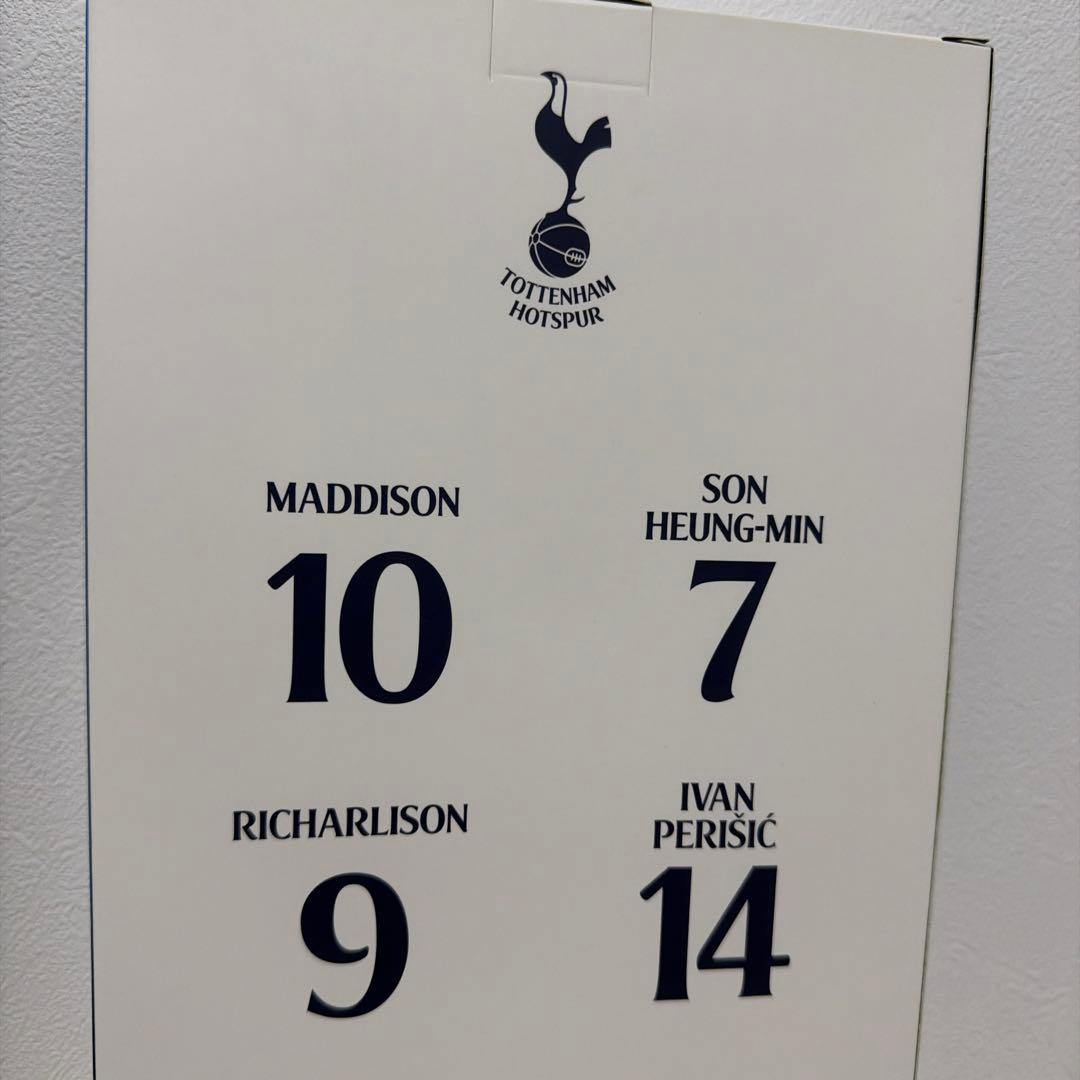 TOTTENHAM
HOTSPUR
MADDISON
10
SON
HEUNG-MIN
7
RICHARLISON
9
IVAN
PERIŠIĆ
14